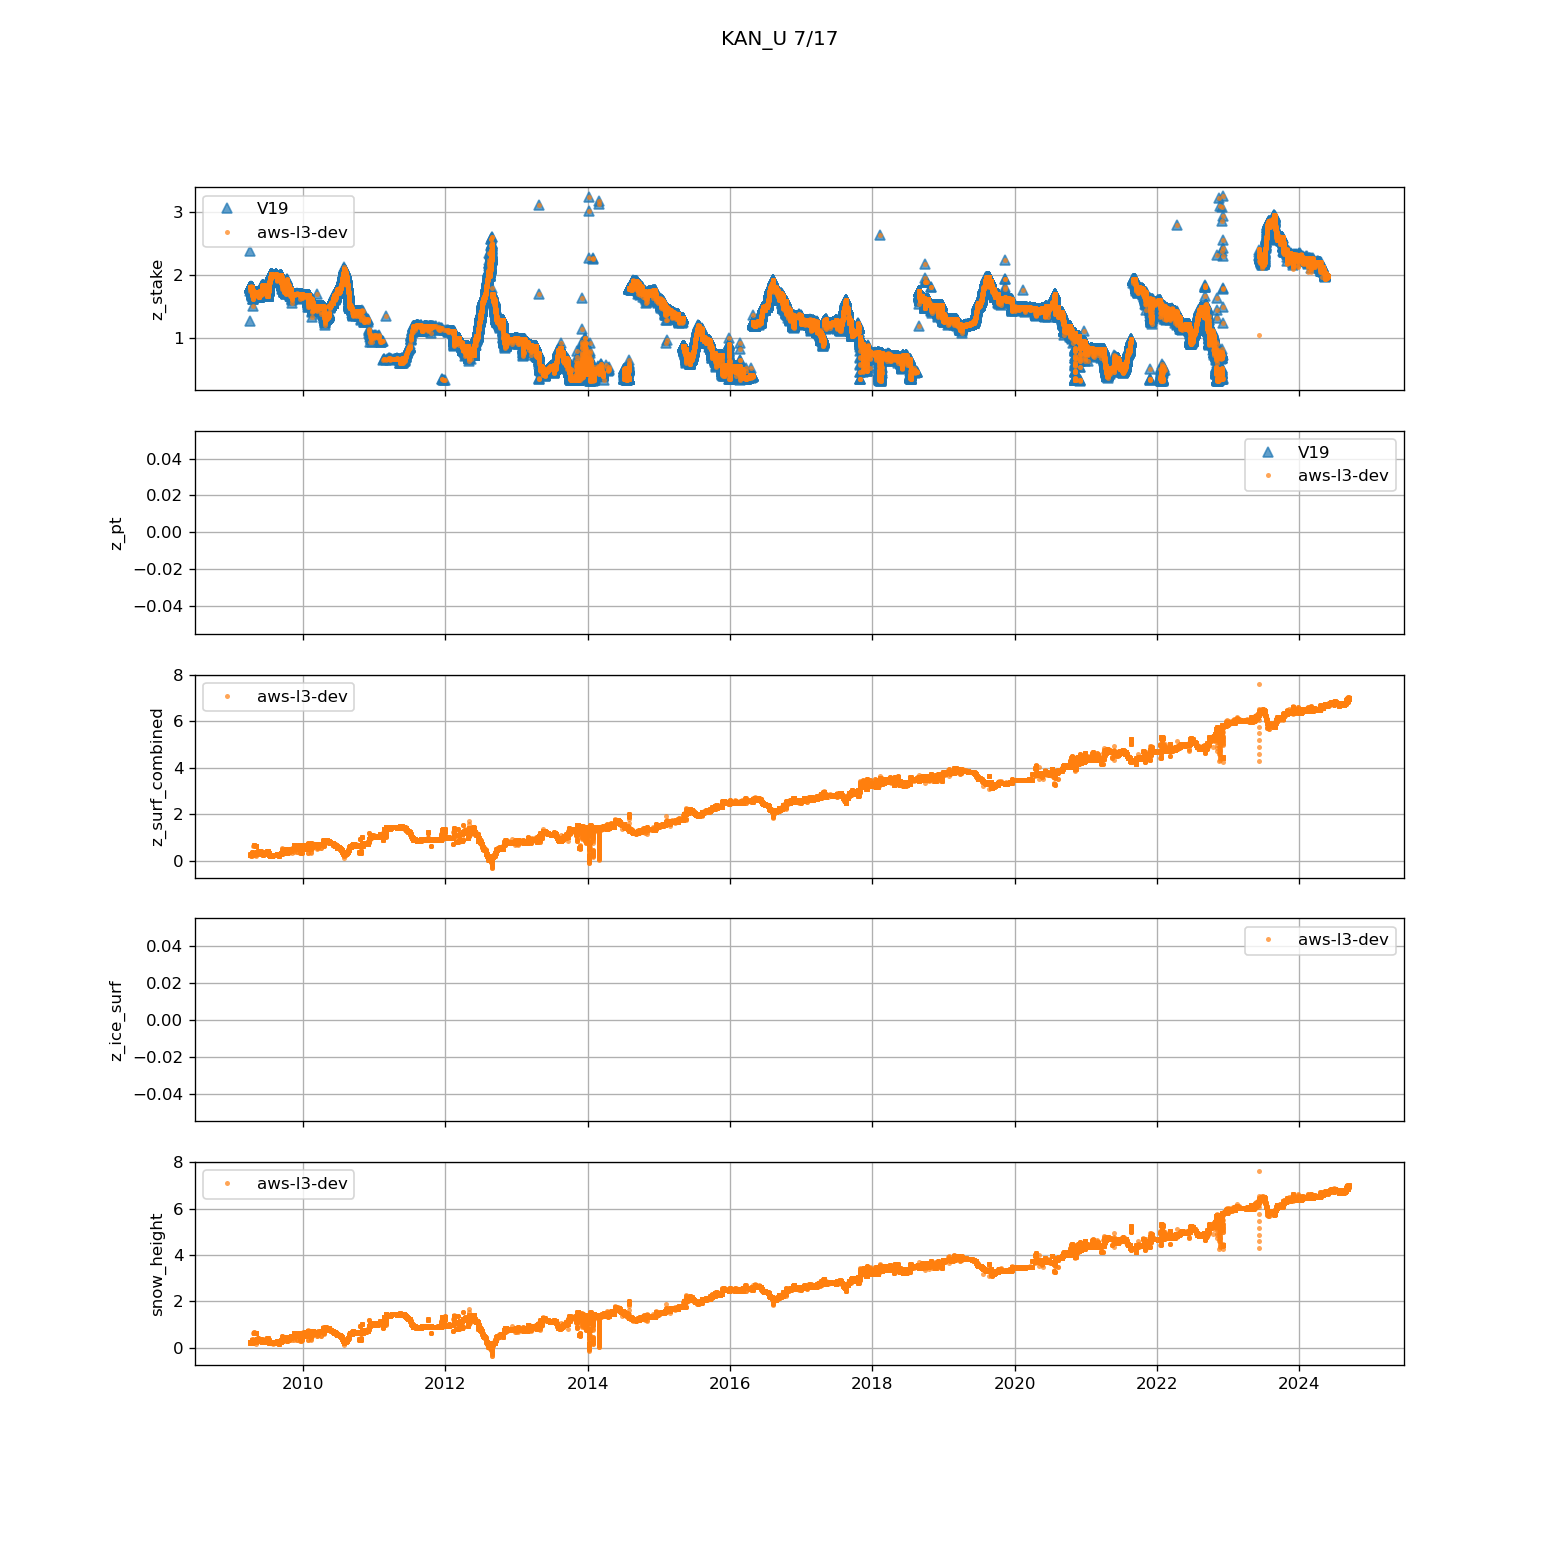 KAN_U 7/17
V19
aws-l3-dev
3
2
1
z_stake
V19
aws-l3-dev
0.04
0.02
0.00
−0.02
−0.04
z_pt
aws-l3-dev
8
6
4
2
0
z_surf_combined
aws-l3-dev
0.04
0.02
0.00
−0.02
−0.04
z_ice_surf
aws-l3-dev
8
6
4
2
0
snow_height
2010 2012 2014 2016 2018 2020 2022 2024